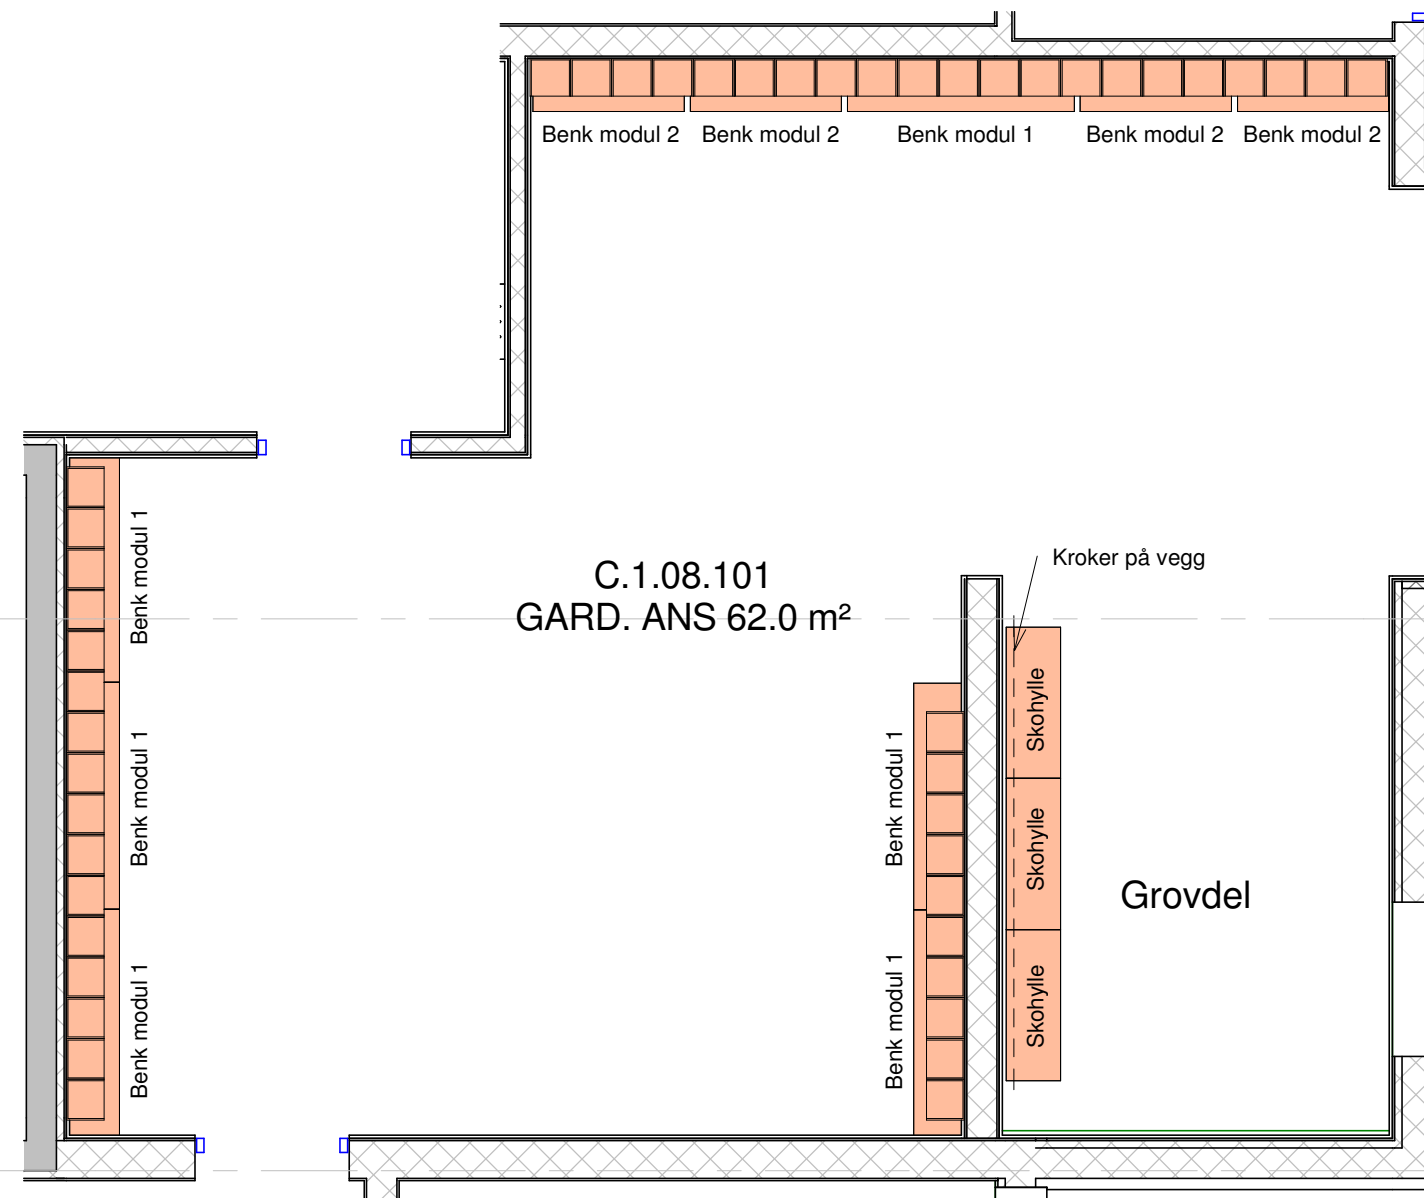 Benk modul 2
Benk modul 2
Benk modul 1
Benk modul 2
Benk modul 2
Benk modul 1
Kroker på vegg
C.1.08.101
GARD. ANS 62.0 m²
Skohylle
Benk modul 1
Benk modul 1
Skohylle
Grovdel
Benk modul 1
Benk modul 1
Skohylle